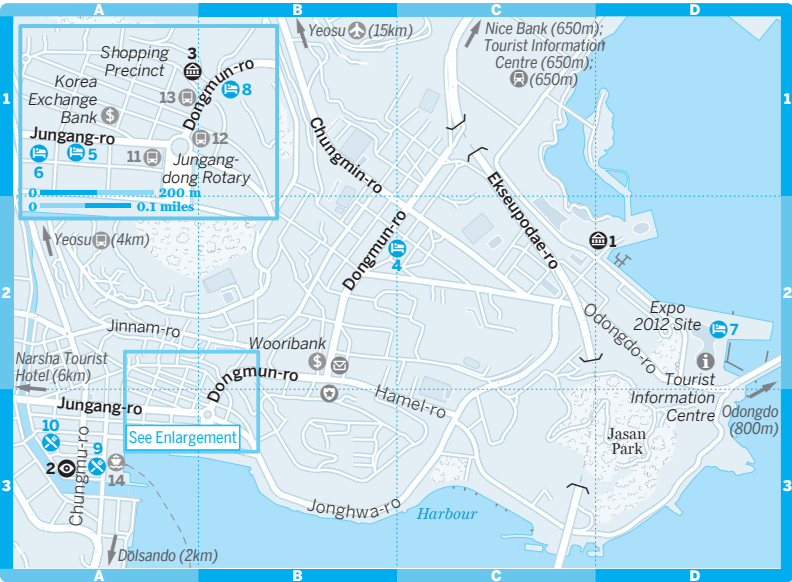 A
B
C
D
1
Shopping
Precinct
3
Korea
Exchange
Bank
$
13
Dongmun-ro
8
Jungang-ro
12
6
5
11
Jungang-
dong Rotary
0 200 m
0 0.1 miles
Yeosu (15km)
Nice Bank (650m);
Tourist Information
Centre (650m);
(650m)
1
Chungmin-ro
Ekseupodae-ro
Yeosu (4km)
Dongmun-ro
4
1
2
2
Jinnam-ro
Wooribank
$
Odongdo-ro
Expo
2012 Site
7
i
Tourist
Information
Centre
Narsha Tourist
Hotel (6km)
Dongmun-ro
Hamel-ro
Odongdo
(800m)
Jungang-ro
See Enlargement
Jasan
Park
10
9
2
14
Chungmu-ro
3
3
Jonghwa-ro
Harbour
Dolsando (2km)
A
B
C
D